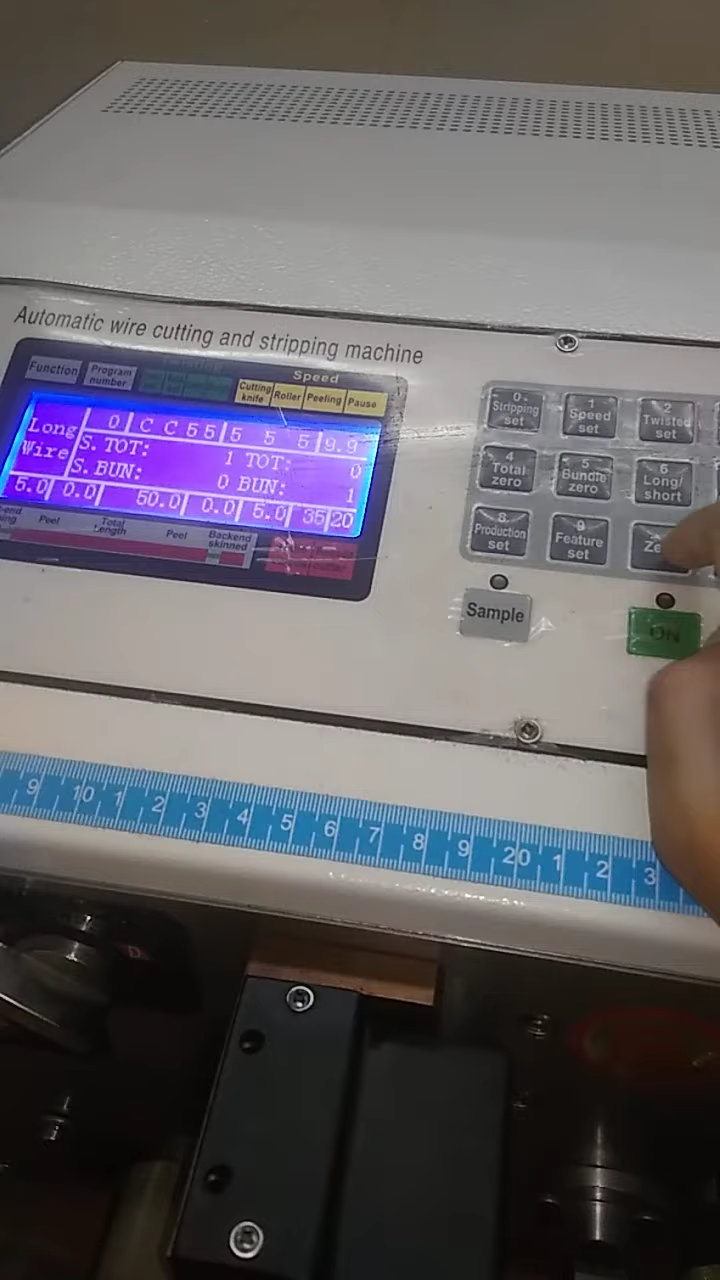 Automatic wire cutting and stripping machine
Function
Program number
Speed
Cutting knife
Roller
Peeling
Pause
Long Wire
0 C C 5 5 5 5 5 9.9
S. TOT: 1 TOT: 0
S. BUN: 0 BUN: 1
5.0 0.0 50.0 0.0 5.0 35 20
Peel
Total Length
Peel
Backend skinned
0 Stripping set
1 Speed set
2 Twisted set
4 Total zero
5 Bundle zero
6 Long/ short
8 Production set
9 Feature set
Sample
ON
9 10 1 2 3 4 5 6 7 8 9 20 1 2 3